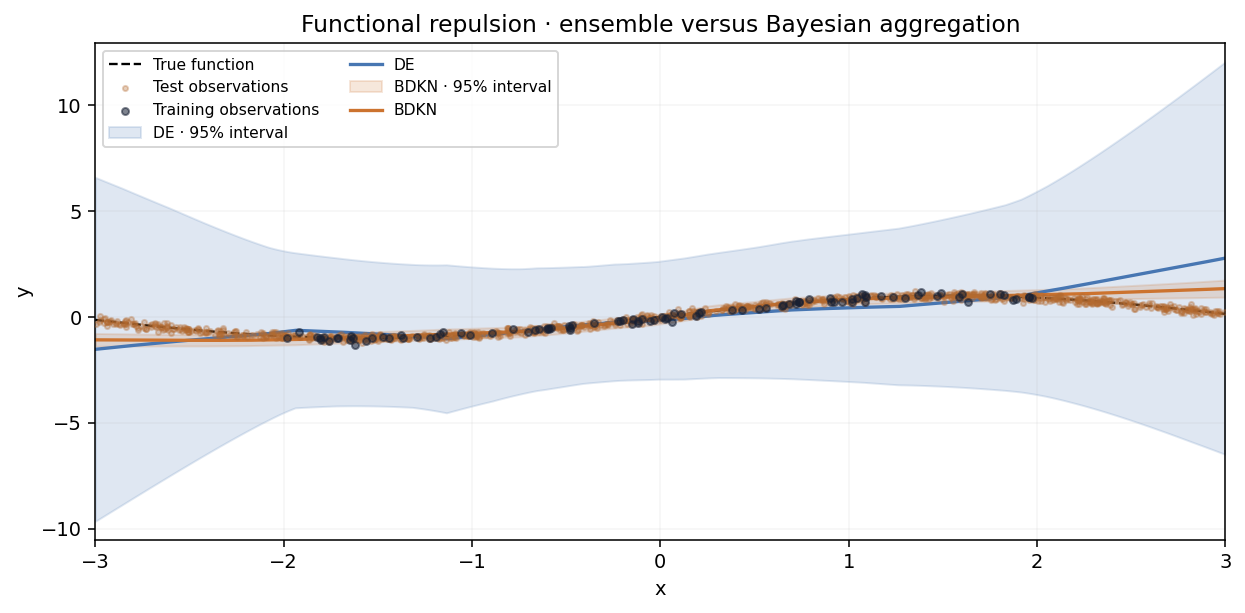 Functional repulsion · ensemble versus Bayesian aggregation
True function
Test observations
Training observations
DE · 95% interval
DE
BDKN · 95% interval
BDKN
10
5
0
−5
−10
y
−3
−2
−1
0
1
2
3
x